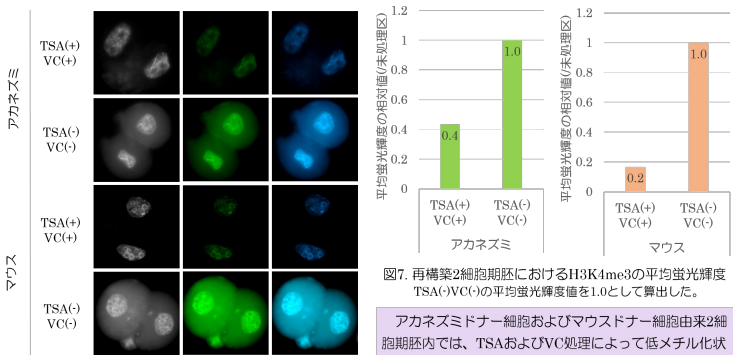 アカネズミ
TSA(+)
VC(+)
TSA(-)
VC(-)
マウス
TSA(+)
VC(+)
TSA(-)
VC(-)
平均蛍光輝度の相対値(/未処理区)
1.2
1
0.8
0.6
0.4
0.2
0
0.4
1.0
TSA(+)
VC(+)
TSA(-)
VC(-)
アカネズミ
平均蛍光輝度の相対値(/未処理区)
1.2
1
0.8
0.6
0.4
0.2
0
0.2
1.0
TSA(+)
VC(+)
TSA(-)
VC(-)
マウス
図7. 再構築2細胞期胚におけるH3K4me3の平均蛍光輝度
TSA(-)VC(-)の平均蛍光輝度値を1.0として算出した。
アカネズミドナー細胞およびマウスドナー細胞由来2細
胞期胚内では、TSAおよびVC処理によって低メチル化状